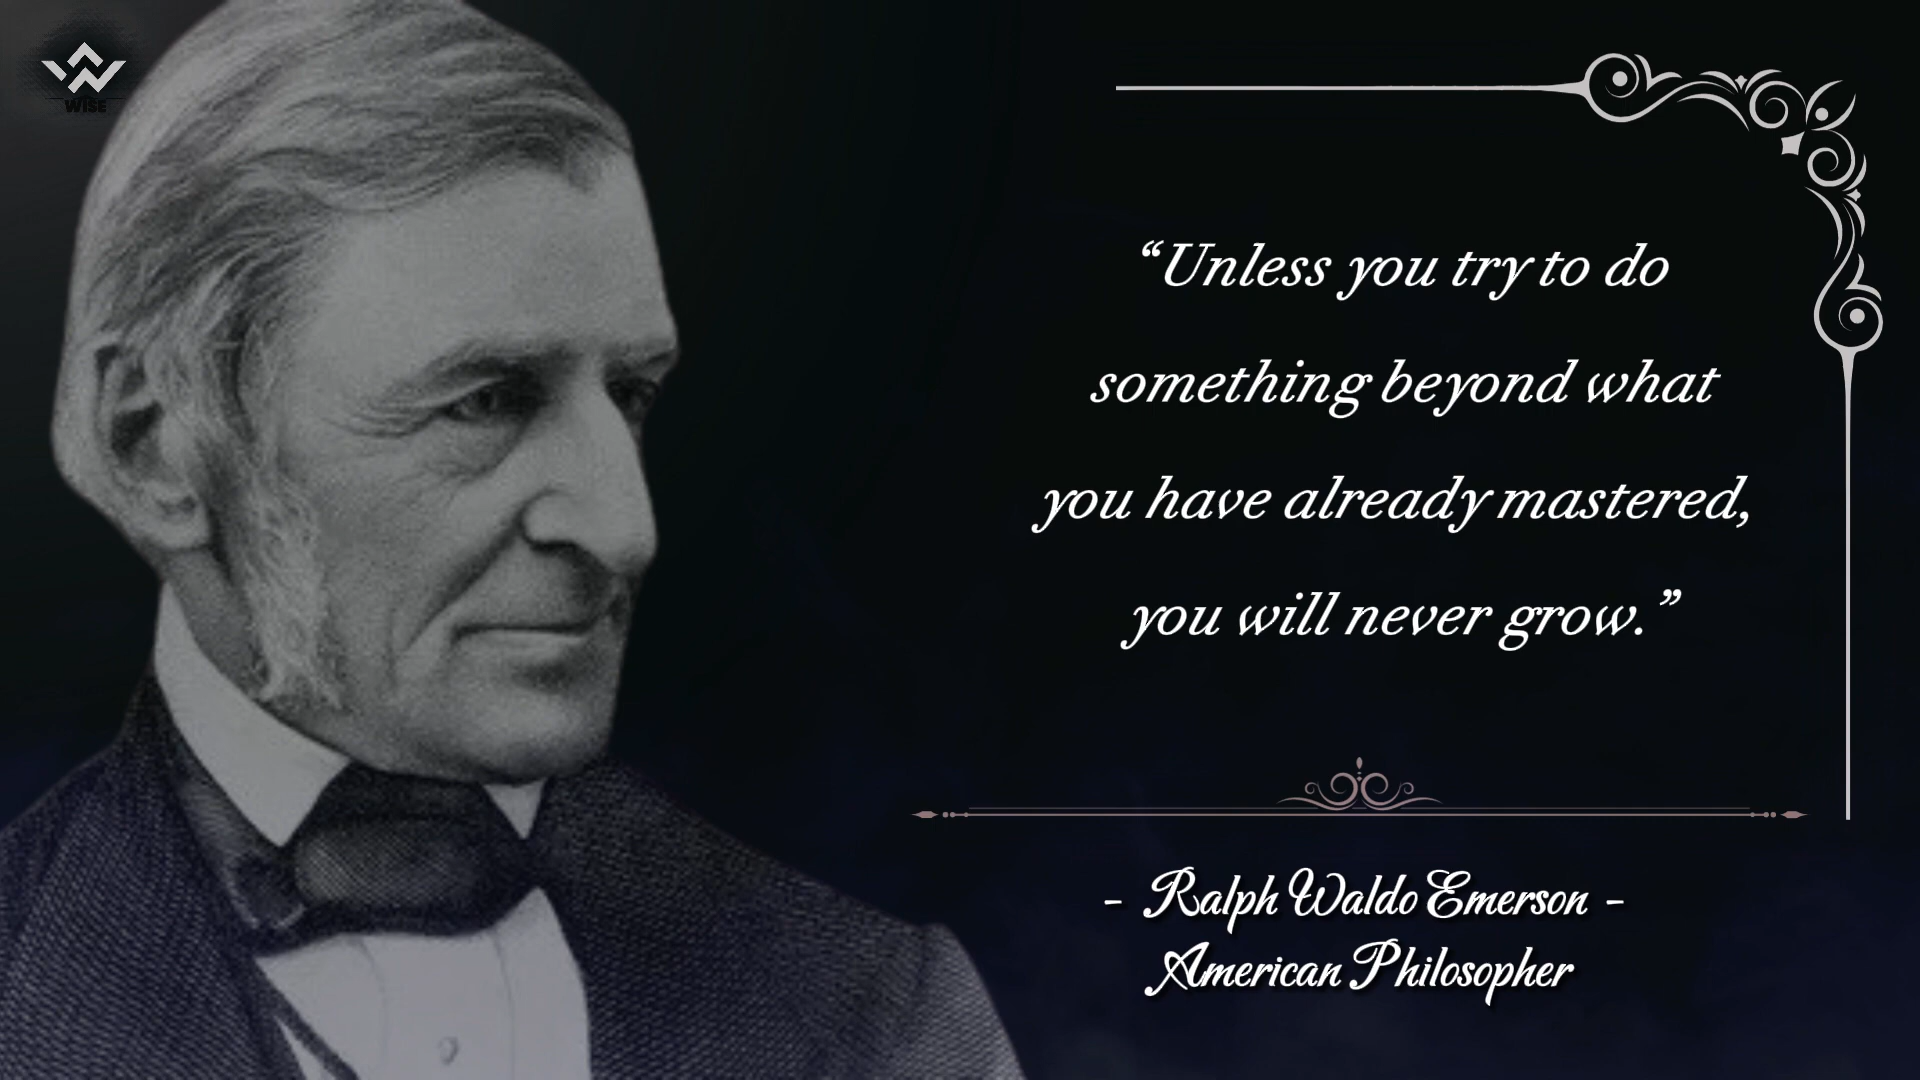 WISE
“Unless you try to do
something beyond what
you have already mastered,
you will never grow.”
- Ralph Waldo Emerson -
American Philosopher